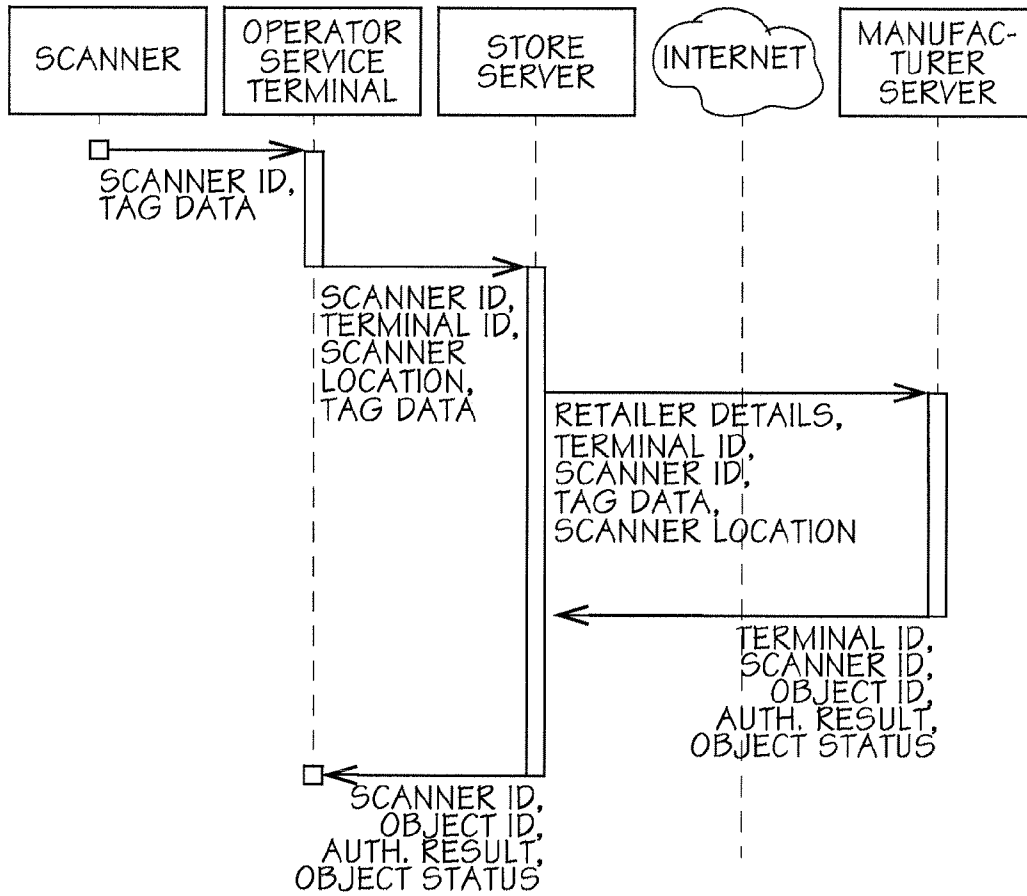 SCANNER
OPERATOR
SERVICE
TERMINAL
STORE
SERVER
INTERNET
MANUFAC-
TURER
SERVER
SCANNER ID,
TAG DATA
SCANNER ID,
TERMINAL ID,
SCANNER
LOCATION,
TAG DATA
RETAILER DETAILS,
TERMINAL ID,
SCANNER ID,
TAG DATA,
SCANNER LOCATION
TERMINAL ID,
SCANNER ID,
OBJECT ID,
AUTH. RESULT,
OBJECT STATUS
SCANNER ID,
OBJECT ID,
AUTH. RESULT,
OBJECT STATUS